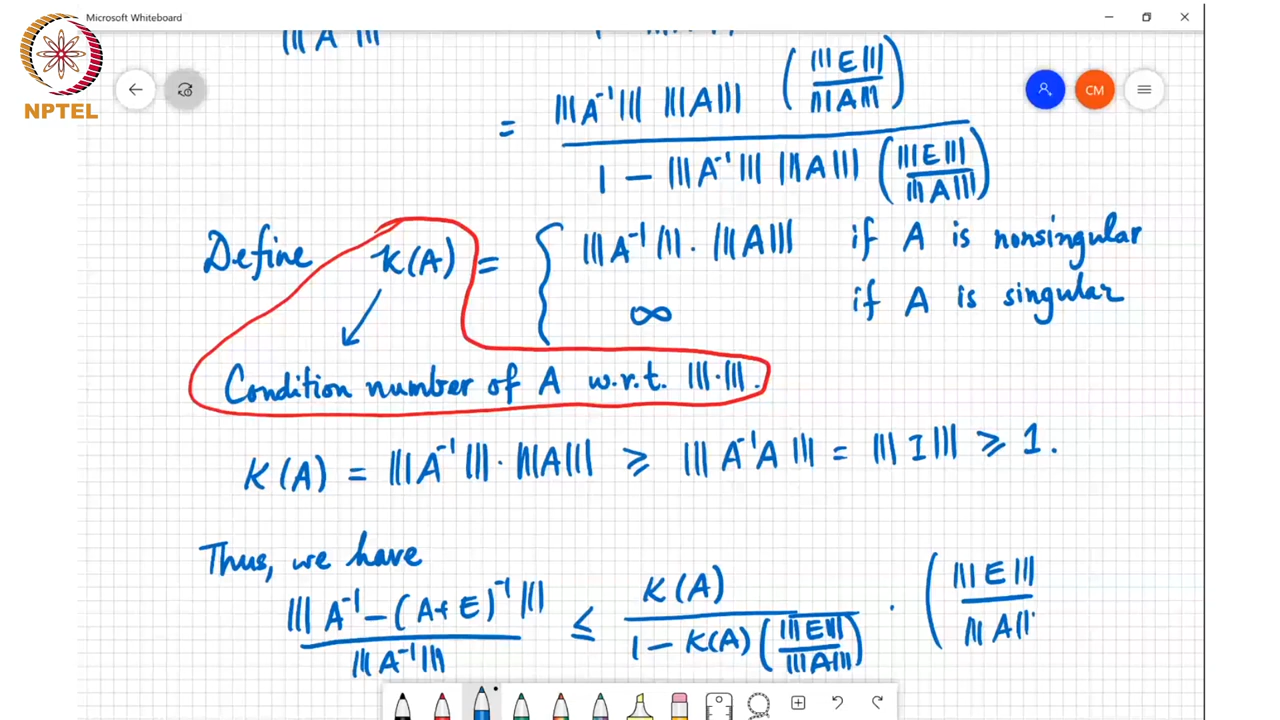 Microsoft Whiteboard
NPTEL
CM
||| A |||
= |||A⁻¹||| |||A||| (|||E||| / |||A|||) / 1 − |||A⁻¹||| |||A||| (|||E||| / |||A|||)
Define κ(A) = { |||A⁻¹||| · |||A||| if A is nonsingular
∞ if A is singular
Condition number of A w.r.t. |||·|||.
κ(A) = |||A⁻¹||| · |||A||| ≥ |||A⁻¹A||| = |||I||| ≥ 1.
Thus, we have
|||A⁻¹ − (A+E)⁻¹||| / |||A⁻¹||| ≤ κ(A) / 1 − κ(A) (|||E||| / |||A|||) · (|||E||| / |||A||